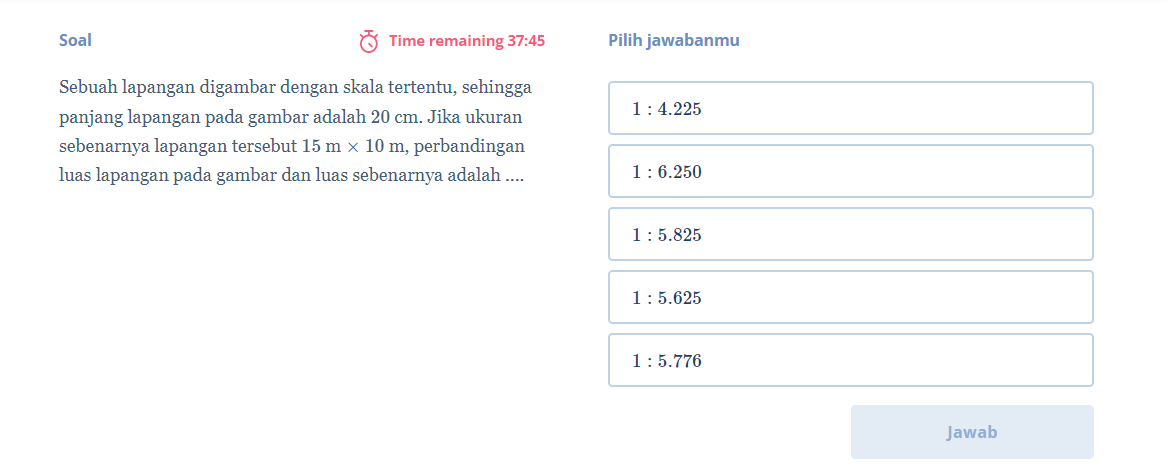 Soal
Time remaining 37:45
Sebuah lapangan digambar dengan skala tertentu, sehingga
panjang lapangan pada gambar adalah 20 cm. Jika ukuran
sebenarnya lapangan tersebut 15 m × 10 m, perbandingan
luas lapangan pada gambar dan luas sebenarnya adalah ....
Pilih jawabanmu
1 : 4.225
1 : 6.250
1 : 5.825
1 : 5.625
1 : 5.776
Jawab